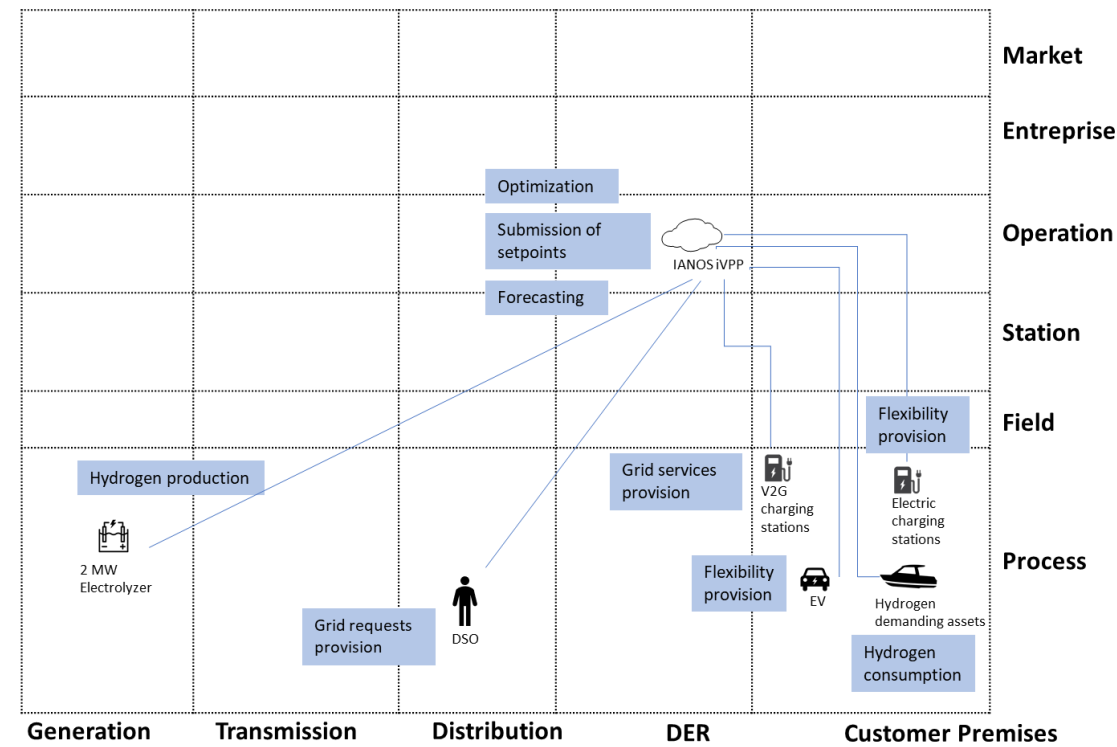 Market
Entreprise
Optimization
Submission of
setpoints
Operation
IANOS iVPP
Forecasting
Station
Flexibility
provision
Field
Hydrogen production
Grid services
provision
V2G
charging
stations
Electric
charging
stations
2 MW
Electrolyzer
Process
Flexibility
provision
EV
Hydrogen
demanding assets
Grid requests
provision
DSO
Hydrogen
consumption
Generation
Transmission
Distribution
DER
Customer Premises